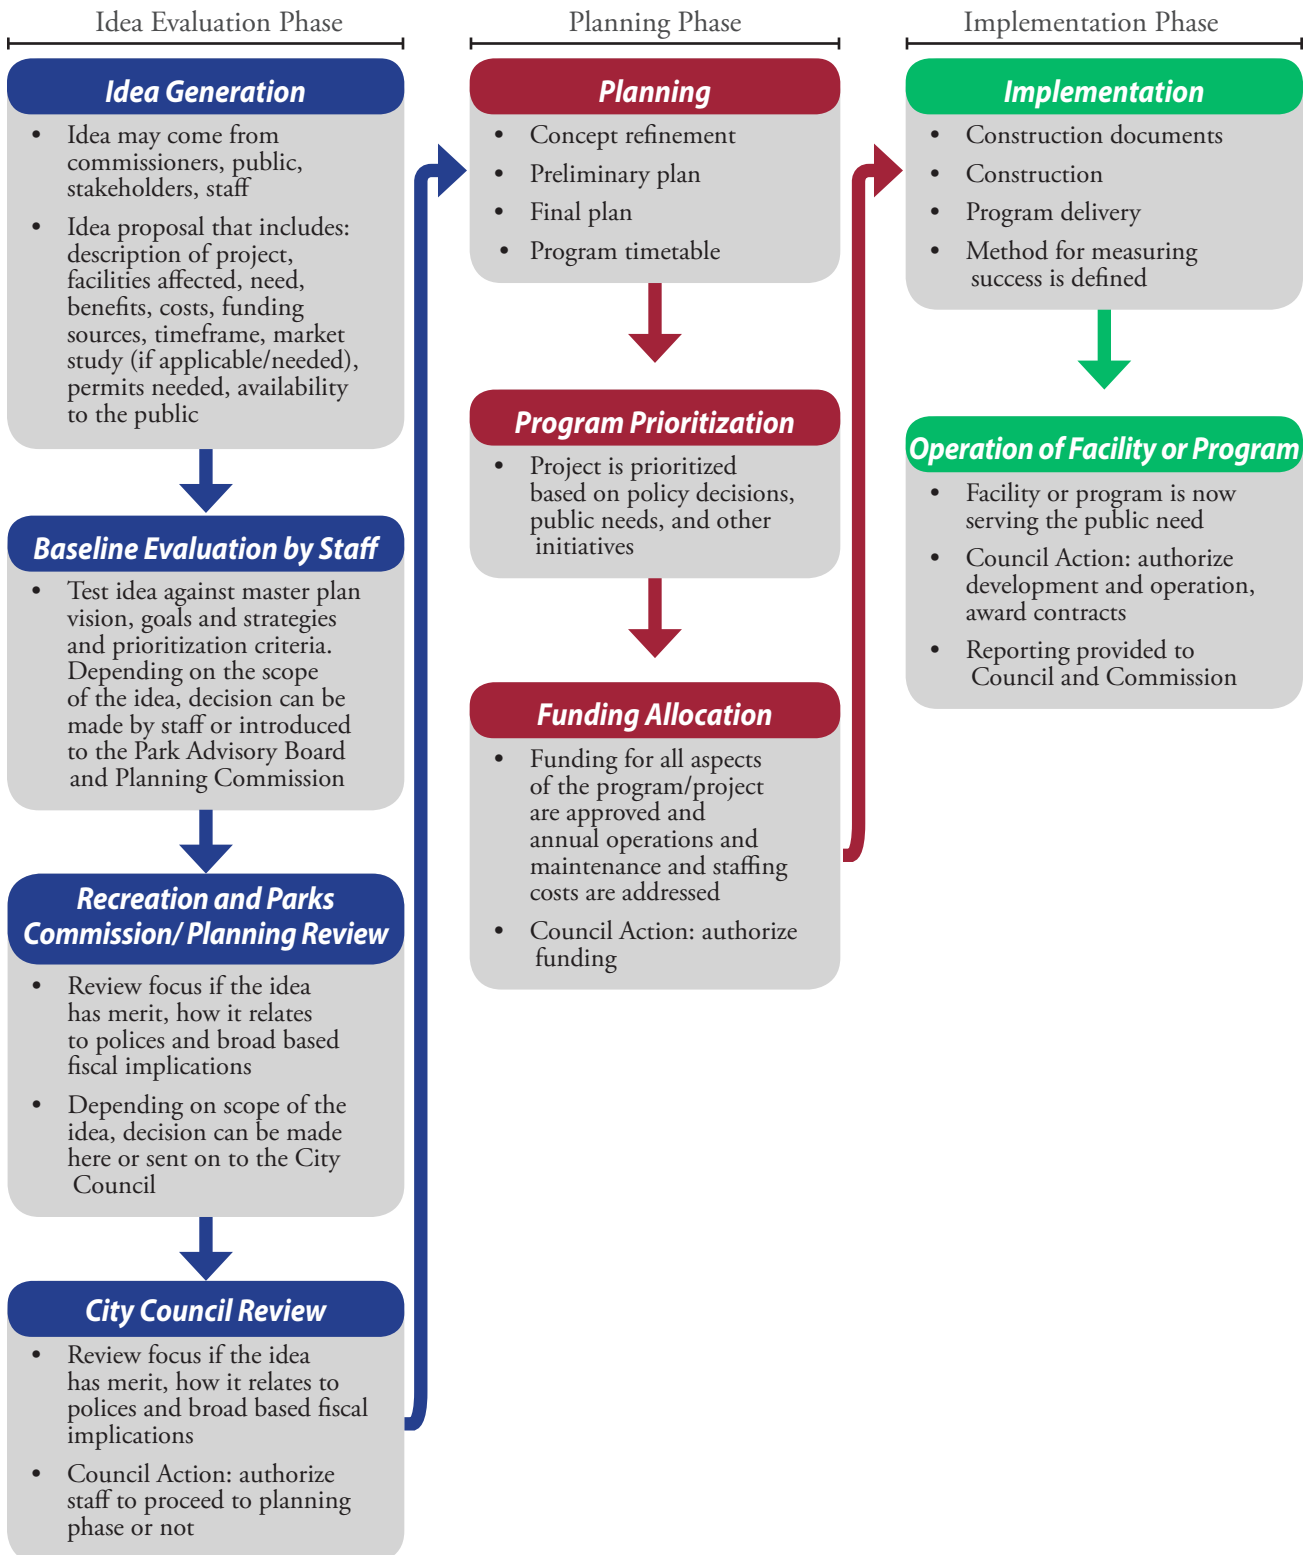 Idea Evaluation Phase
Idea Generation
• Idea may come from
commissioners, public,
stakeholders, staff
• Idea proposal that includes:
description of project,
facilities affected, need,
benefits, costs, funding
sources, timeframe, market
study (if applicable/needed),
permits needed, availability
to the public
Baseline Evaluation by Staff
• Test idea against master plan
vision, goals and strategies
and prioritization criteria.
Depending on the scope
of the idea, decision can be
made by staff or introduced
to the Park Advisory Board
and Planning Commission
Recreation and Parks
Commission/ Planning Review
• Review focus if the idea
has merit, how it relates
to polices and broad based
fiscal implications
• Depending on scope of the
idea, decision can be made
here or sent on to the City
Council
City Council Review
• Review focus if the idea
has merit, how it relates to
polices and broad based fiscal
implications
• Council Action: authorize
staff to proceed to planning
phase or not
Planning Phase
Planning
• Concept refinement
• Preliminary plan
• Final plan
• Program timetable
Program Prioritization
• Project is prioritized
based on policy decisions,
public needs, and other
initiatives
Funding Allocation
• Funding for all aspects
of the program/project
are approved and
annual operations and
maintenance and staffing
costs are addressed
• Council Action: authorize
funding
Implementation Phase
Implementation
• Construction documents
• Construction
• Program delivery
• Method for measuring
success is defined
Operation of Facility or Program
• Facility or program is now
serving the public need
• Council Action: authorize
development and operation,
award contracts
• Reporting provided to
Council and Commission